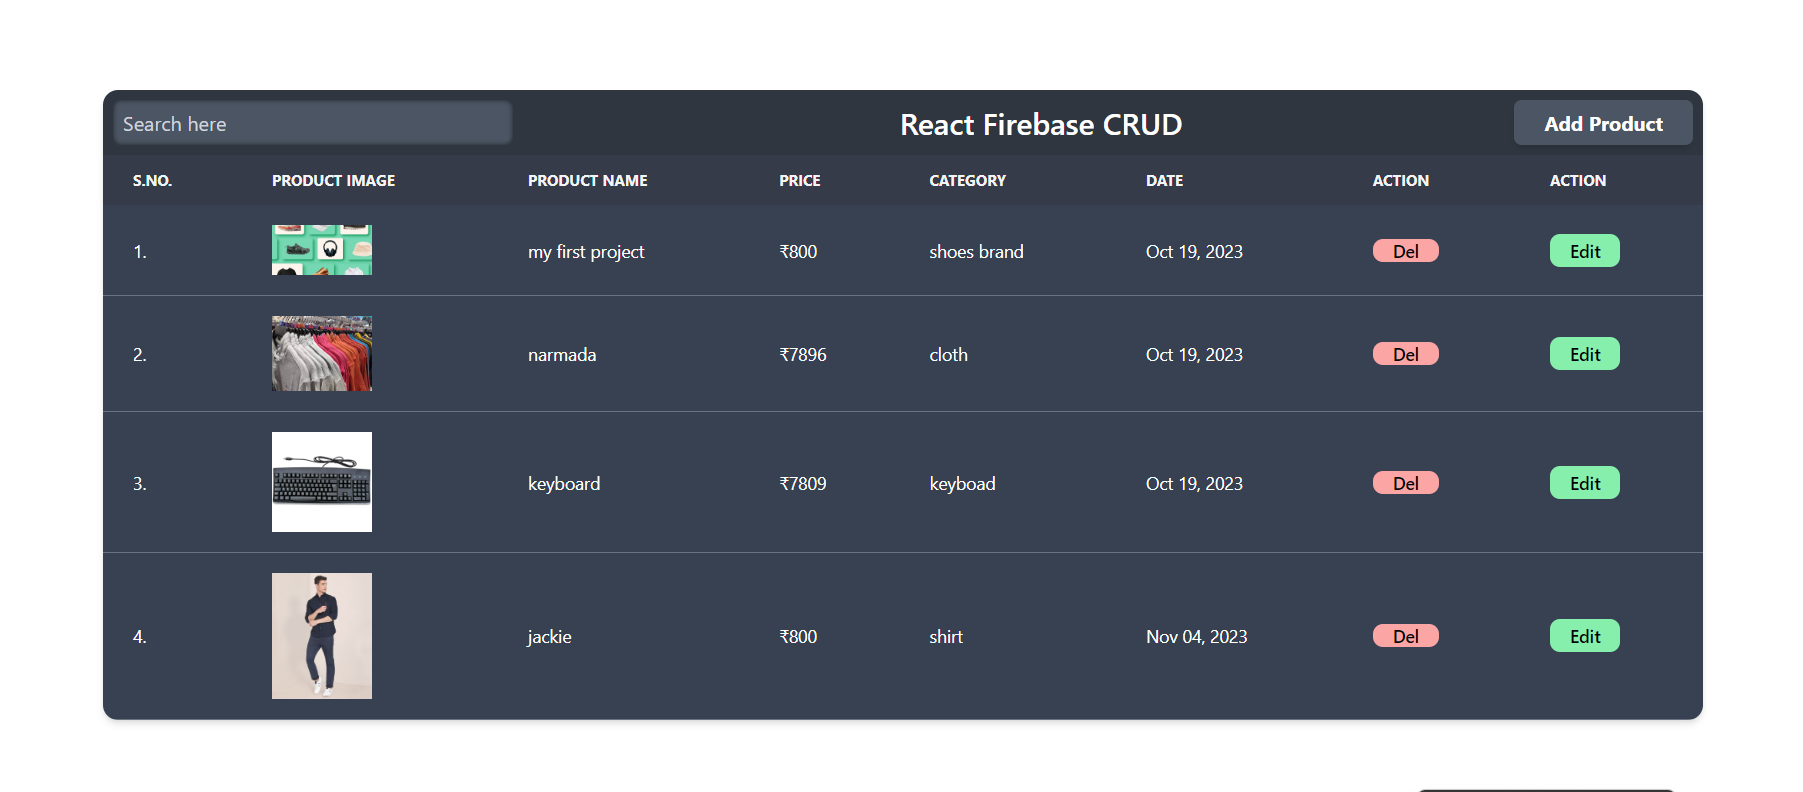 Search here React Firebase CRUD Add Product
S.NO. PRODUCT IMAGE PRODUCT NAME PRICE CATEGORY DATE ACTION ACTION
1. my first project ₹800 shoes brand Oct 19, 2023 Del Edit
2. narmada ₹7896 cloth Oct 19, 2023 Del Edit
3. keyboard ₹7809 keyboad Oct 19, 2023 Del Edit
4. jackie ₹800 shirt Nov 04, 2023 Del Edit